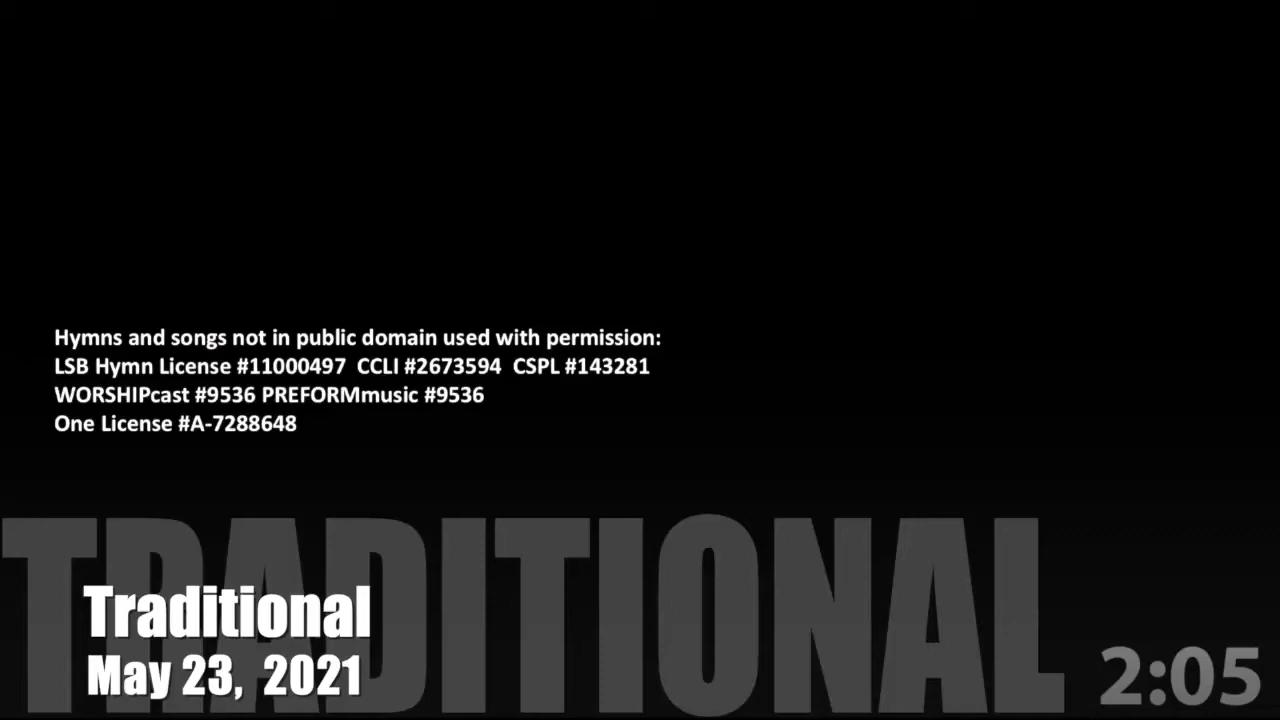 Hymns and songs not in public domain used with permission:
LSB Hymn License #11000497 CCLI #2673594 CSPL #143281
WORSHIPcast #9536 PREFORMmusic #9536
One License #A-7288648
TRADITIONAL
Traditional
May 23, 2021
2:05